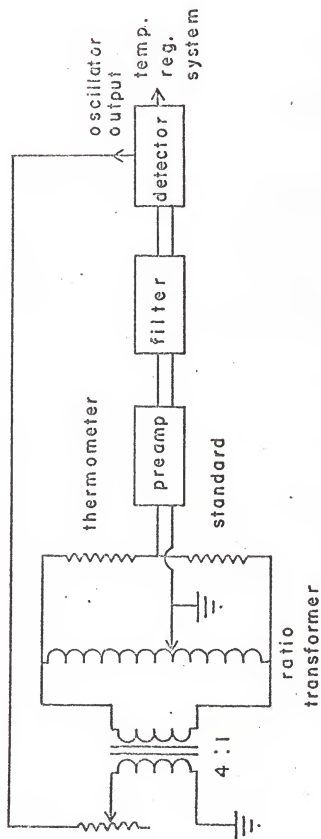 oscillator
output
temp.
reg.
system
detector
filter
preamp
thermometer
standard
ratio
transformer
4:1